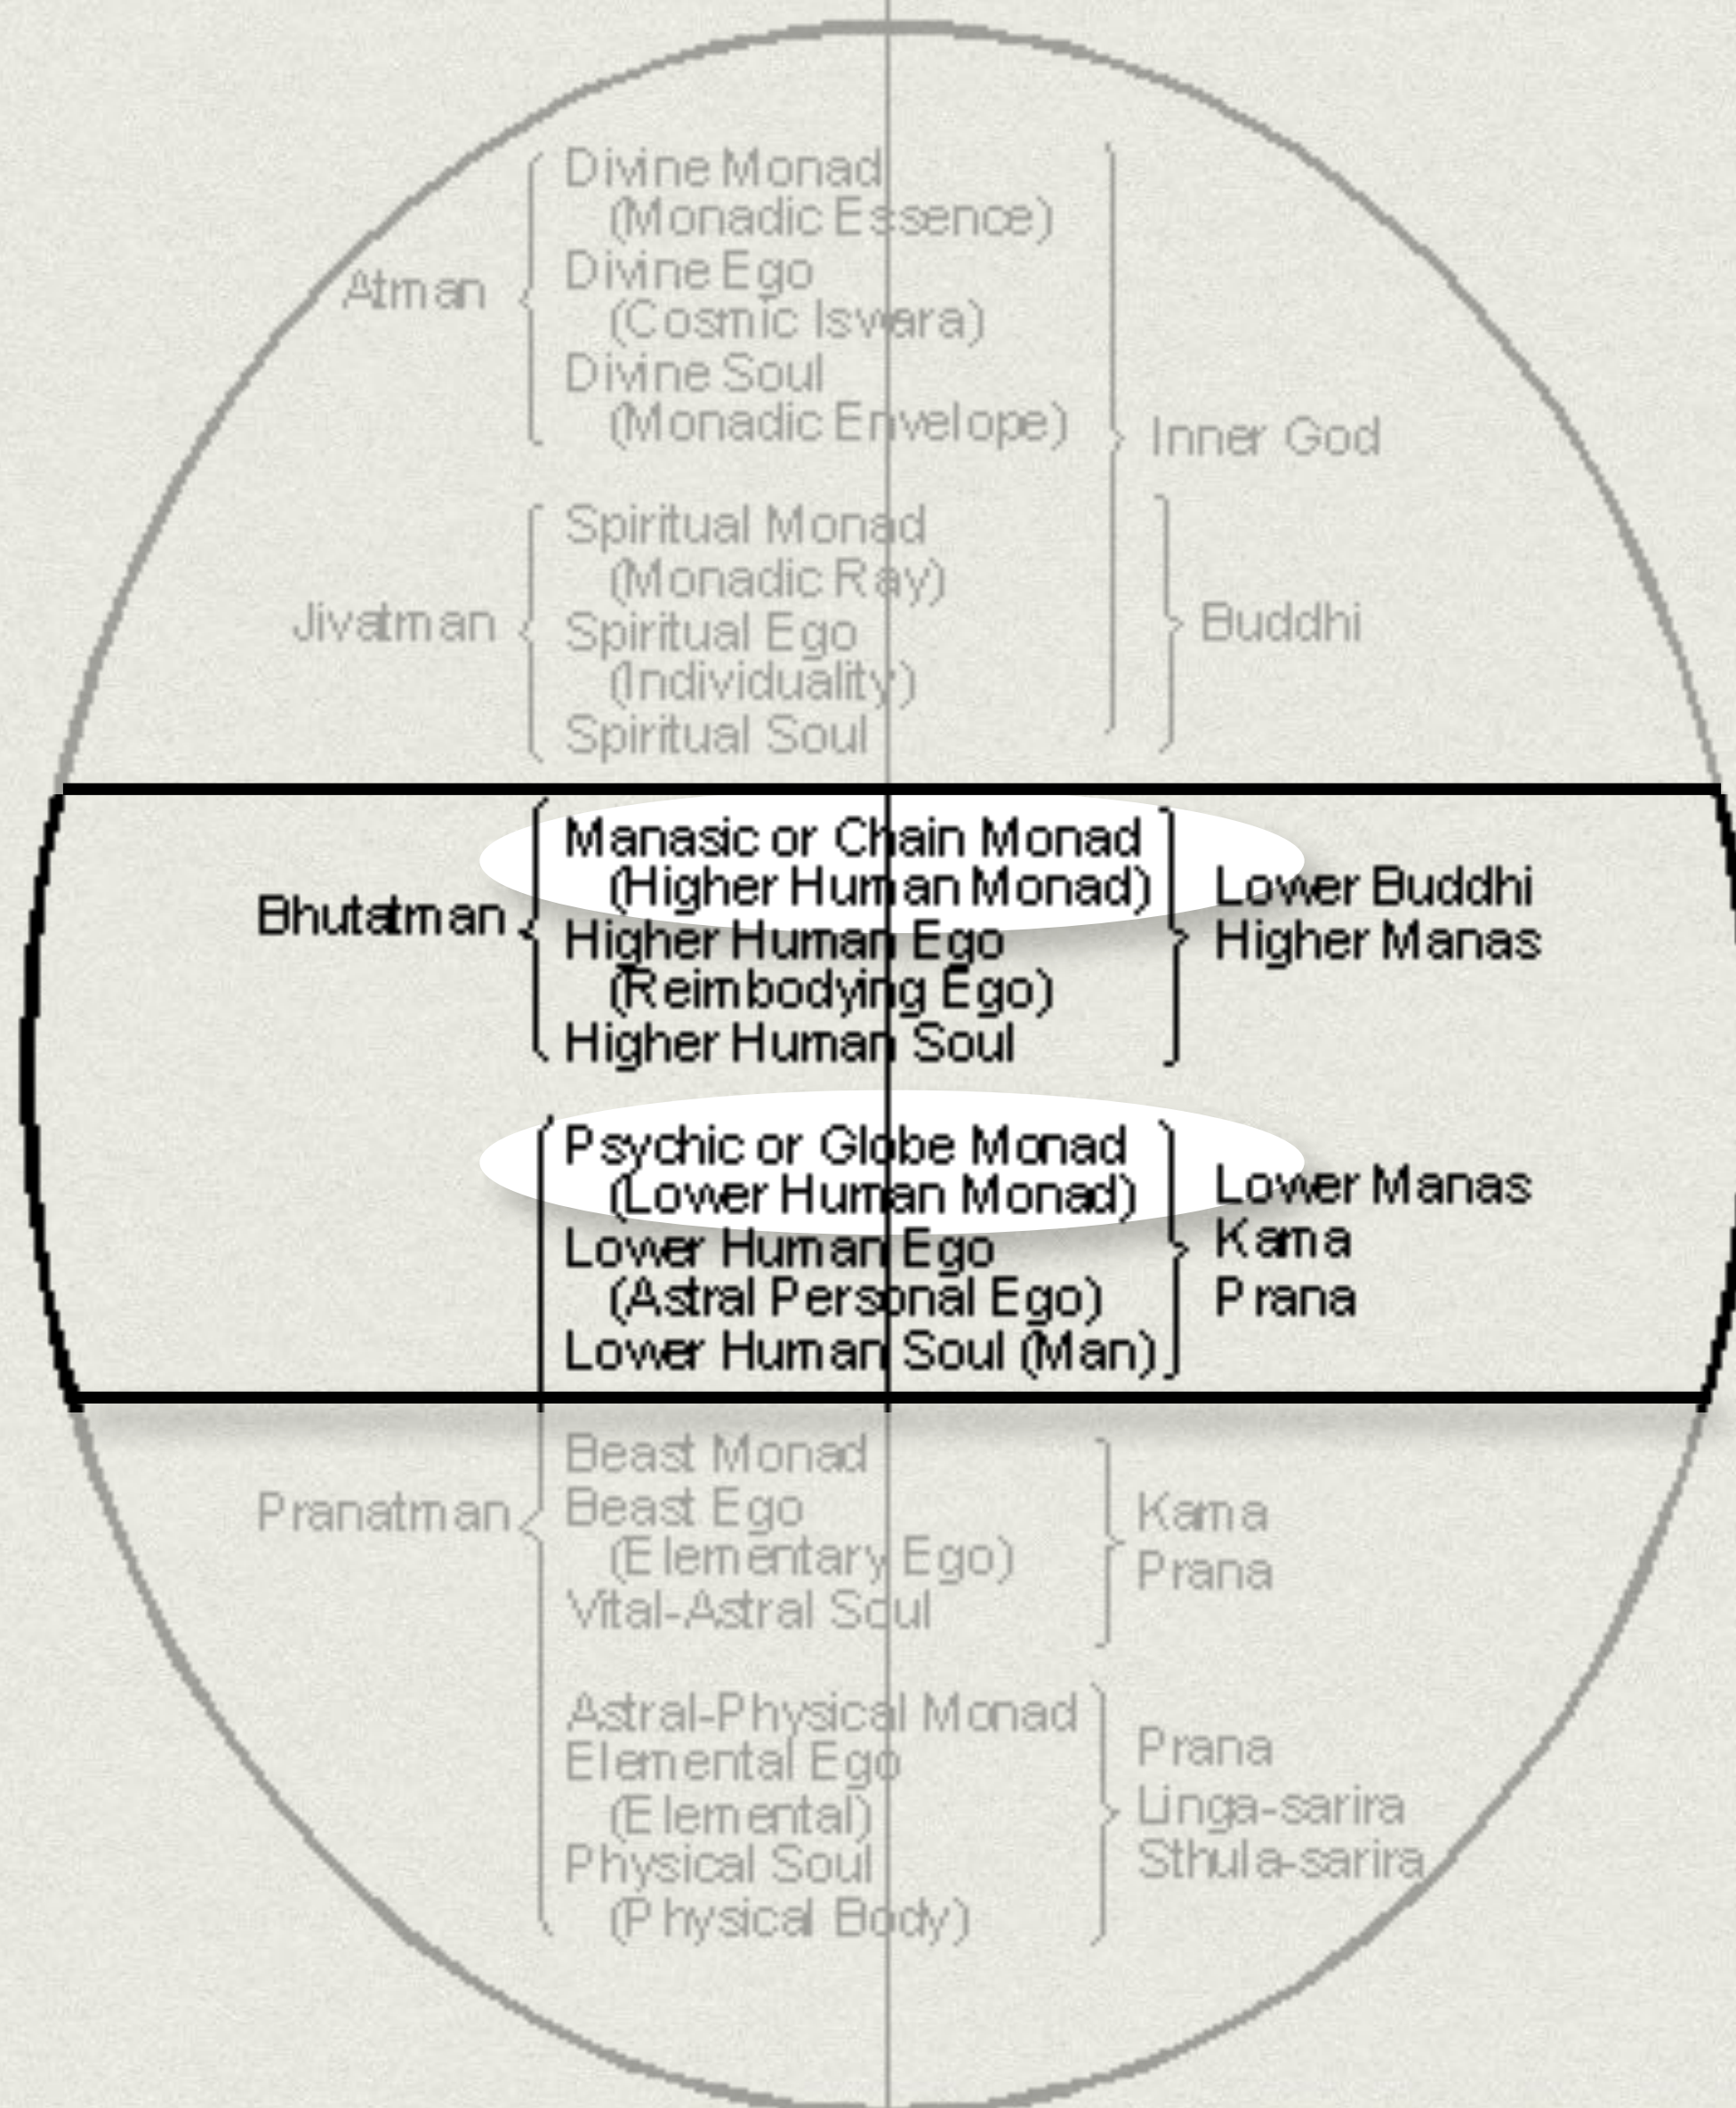 Divine Monad
(Monadic Essence)
Atman
Divine Ego
(Cosmic Iswara)
Divine Soul
(Monadic Envelope)
Inner God
Spiritual Monad
(Monadic Ray)
Jivatman
Spiritual Ego
(Individuality)
Spiritual Soul
Buddhi
Manasic or Chain Monad
(Higher Human Monad)
Bhutatman
Higher Human Ego
(Reimbodying Ego)
Higher Human Soul
Lower Buddhi
Higher Manas
Psychic or Globe Monad
(Lower Human Monad)
Lower Human Ego
(Astral Personal Ego)
Lower Human Soul (Man)
Lower Manas
Kama
Prana
Beast Monad
Pranatman
Beast Ego
(Elementary Ego)
Vital-Astral Soul
Kama
Prana
Astral-Physical Monad
Elemental Ego
(Elemental)
Physical Soul
(Physical Body)
Prana
Linga-sarira
Sthula-sarira